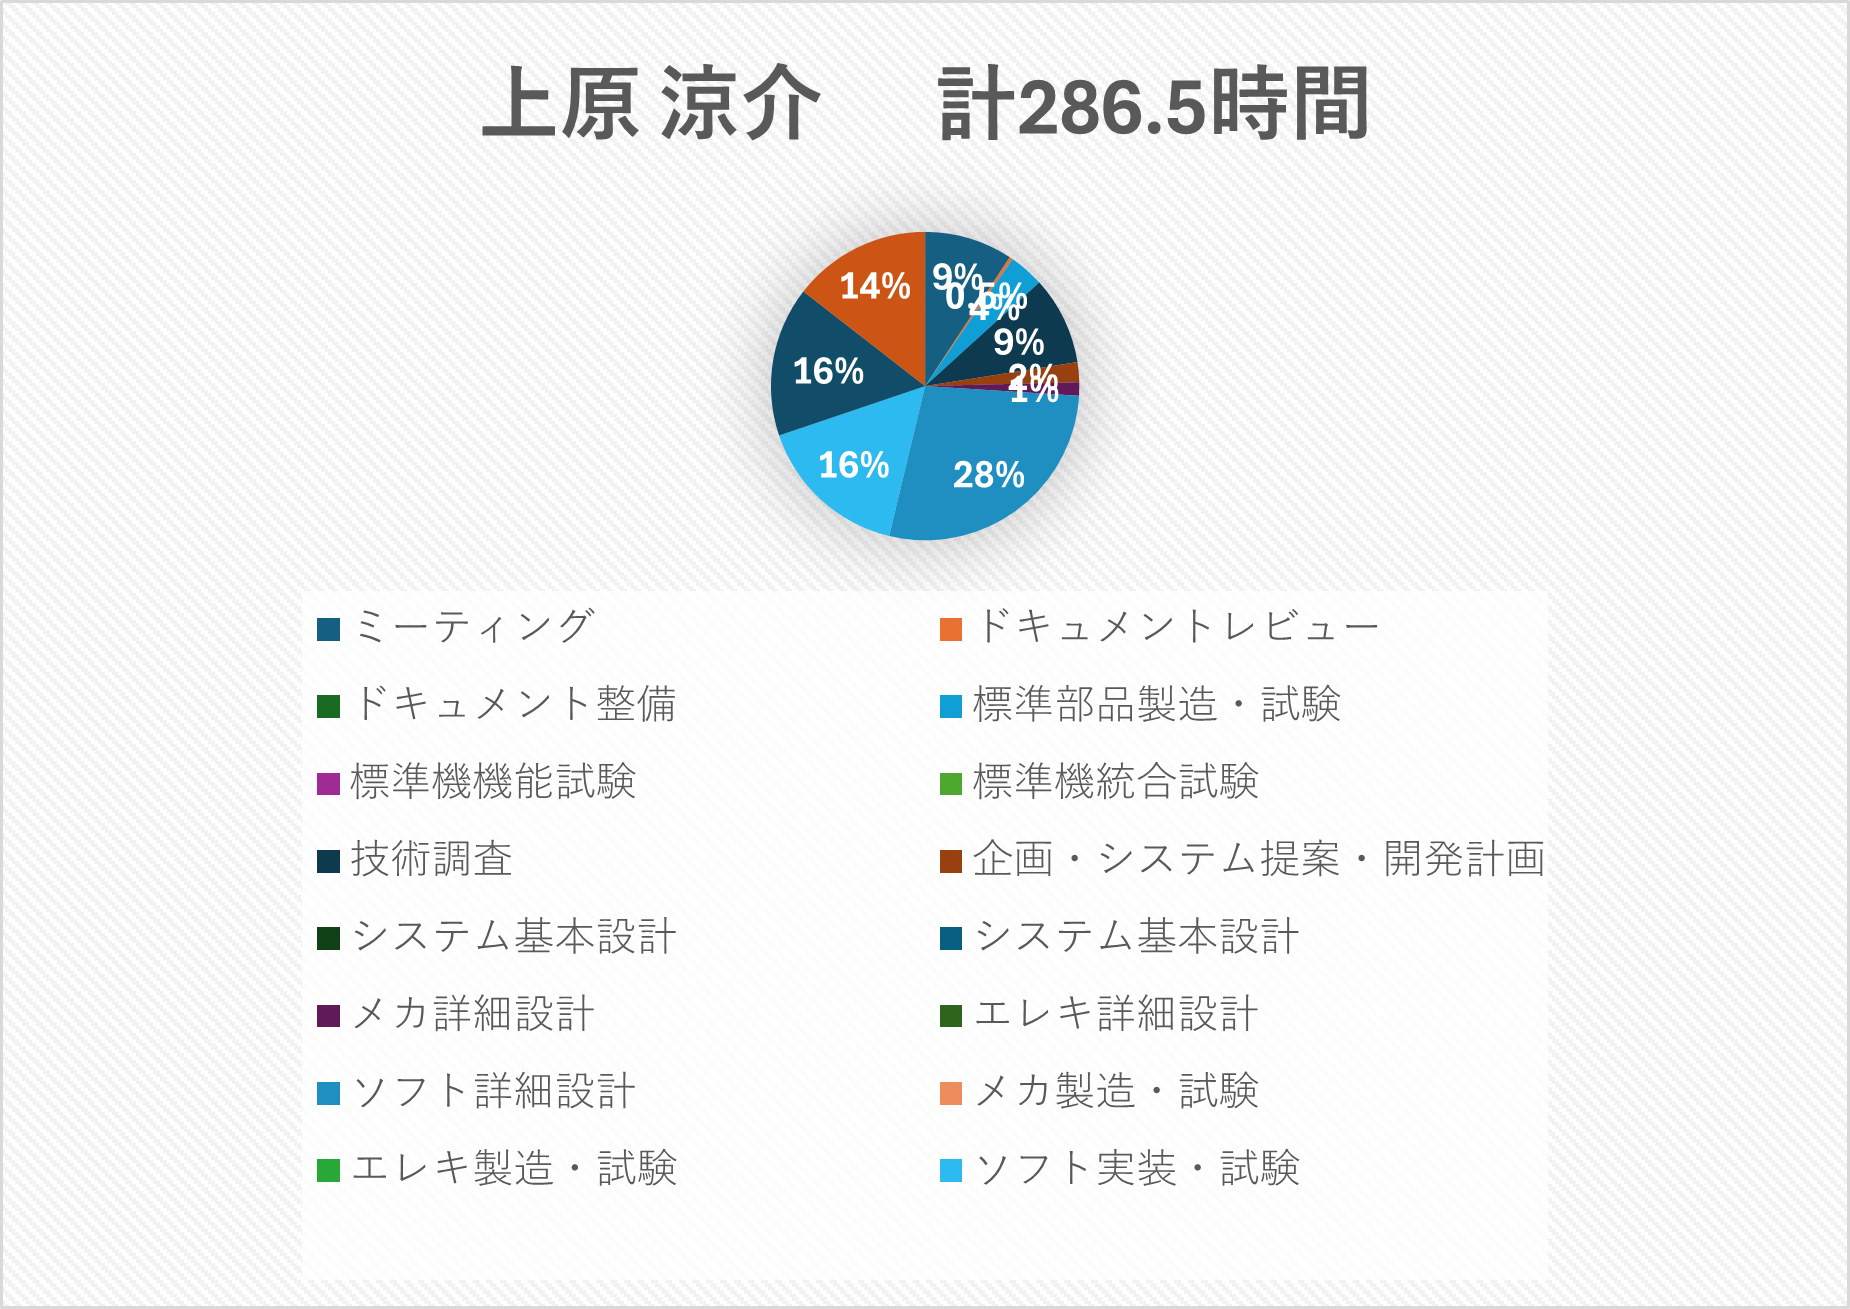 上原 涼介 計286.5時間
9%
0.5%
4%
9%
2%
1%
28%
16%
16%
14%
ミーティング
ドキュメントレビュー
ドキュメント整備
標準部品製造・試験
標準機機能試験
標準機統合試験
技術調査
企画・システム提案・開発計画
システム基本設計
システム基本設計
メカ詳細設計
エレキ詳細設計
ソフト詳細設計
メカ製造・試験
エレキ製造・試験
ソフト実装・試験